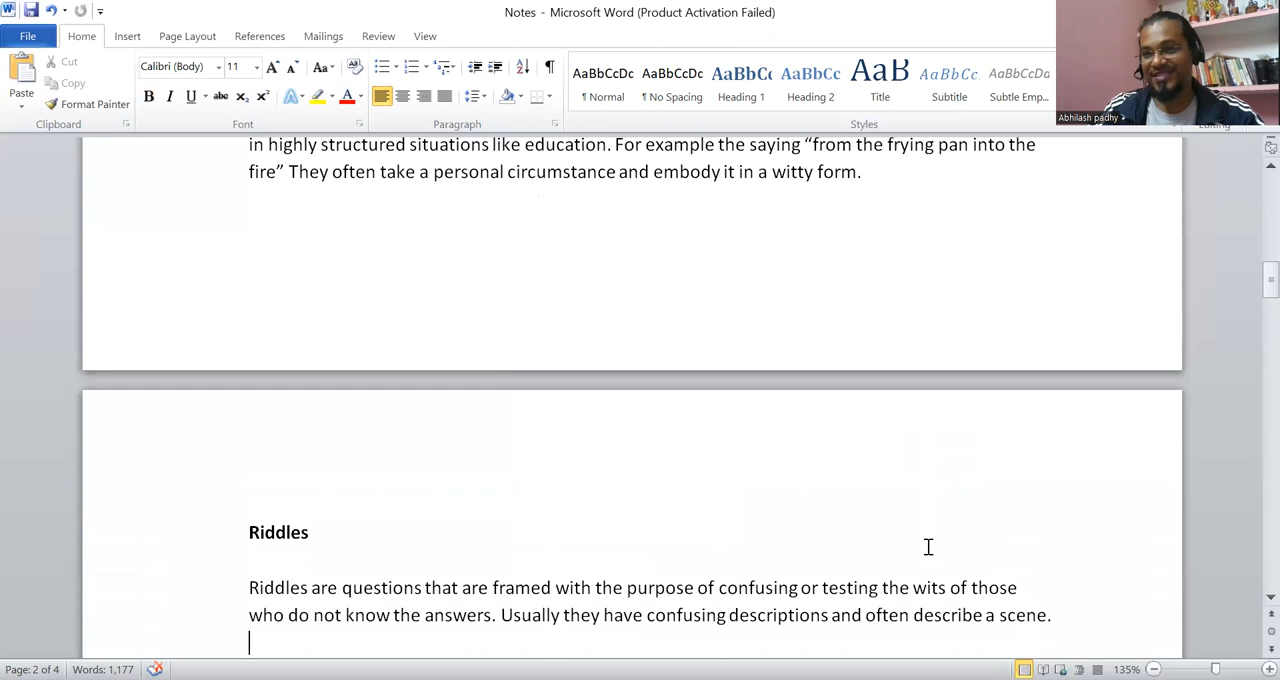 Notes - Microsoft Word (Product Activation Failed)
File Home Insert Page Layout References Mailings Review View
Paste
Cut
Copy
Format Painter
Clipboard
Calibri (Body) 11
Font
Paragraph
AaBbCcDc AaBbCcDc AaBbC AaBbCc AaB AaBbCc. AaBbCcDa
¶ Normal ¶ No Spacing Heading 1 Heading 2 Title Subtitle Subtle Emp...
Styles
Abhilash padhy
in highly structured situations like education. For example the saying “from the frying pan into the
fire” They often take a personal circumstance and embody it in a witty form.
Riddles
Riddles are questions that are framed with the purpose of confusing or testing the wits of those
who do not know the answers. Usually they have confusing descriptions and often describe a scene.
Page: 2 of 4 Words: 1,177
135%